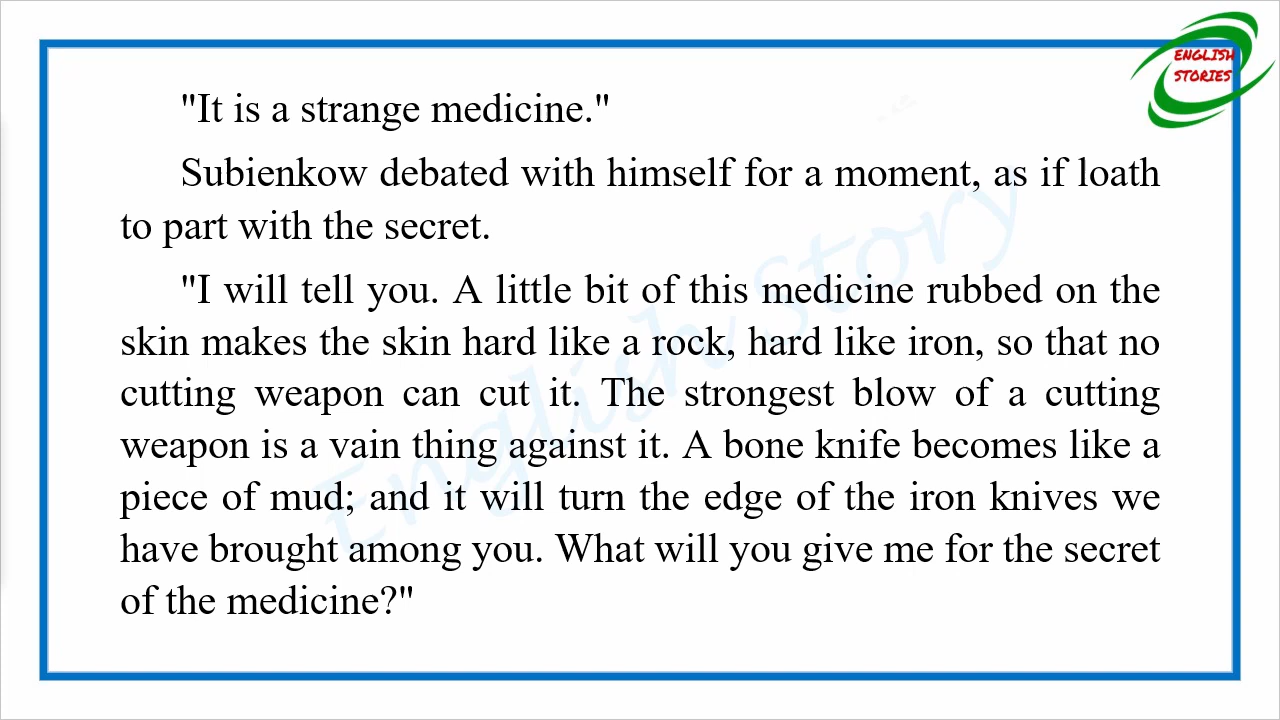 ENGLISH
STORIES
"It is a strange medicine."
Subienkow debated with himself for a moment, as if loath
to part with the secret.
"I will tell you. A little bit of this medicine rubbed on the
skin makes the skin hard like a rock, hard like iron, so that no
cutting weapon can cut it. The strongest blow of a cutting
weapon is a vain thing against it. A bone knife becomes like a
piece of mud; and it will turn the edge of the iron knives we
have brought among you. What will you give me for the secret
of the medicine?"
English Story